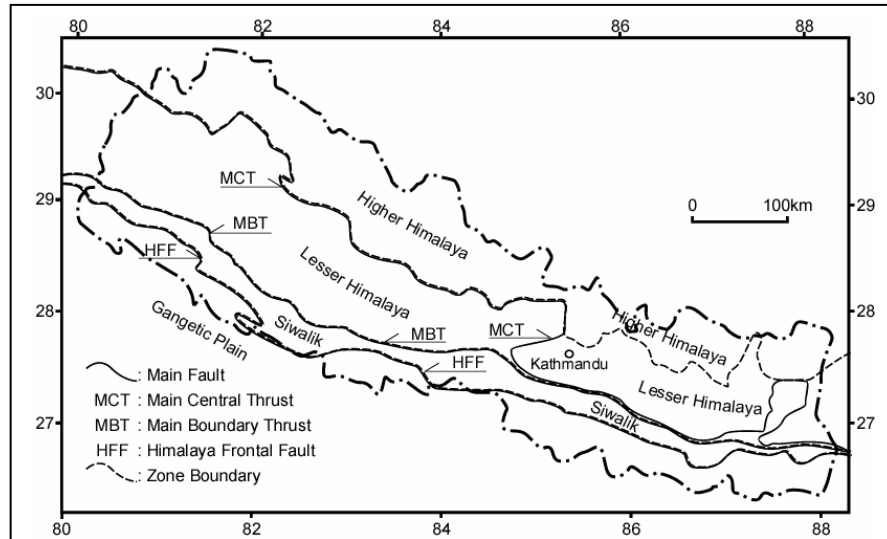 80 82 84 86 88
30 30
MCT
29 29
Higher Himalaya
0 100km
MBT
HFF
Lesser Himalaya
28 28
Gangetic Plain
Siwalik
MBT
MCT
Higher Himalaya
Kathmandu
HFF
Lesser Himalaya
Siwalik
27 27
: Main Fault
MCT : Main Central Thrust
MBT : Main Boundary Thrust
HFF : Himalaya Frontal Fault
: Zone Boundary
80 82 84 86 88